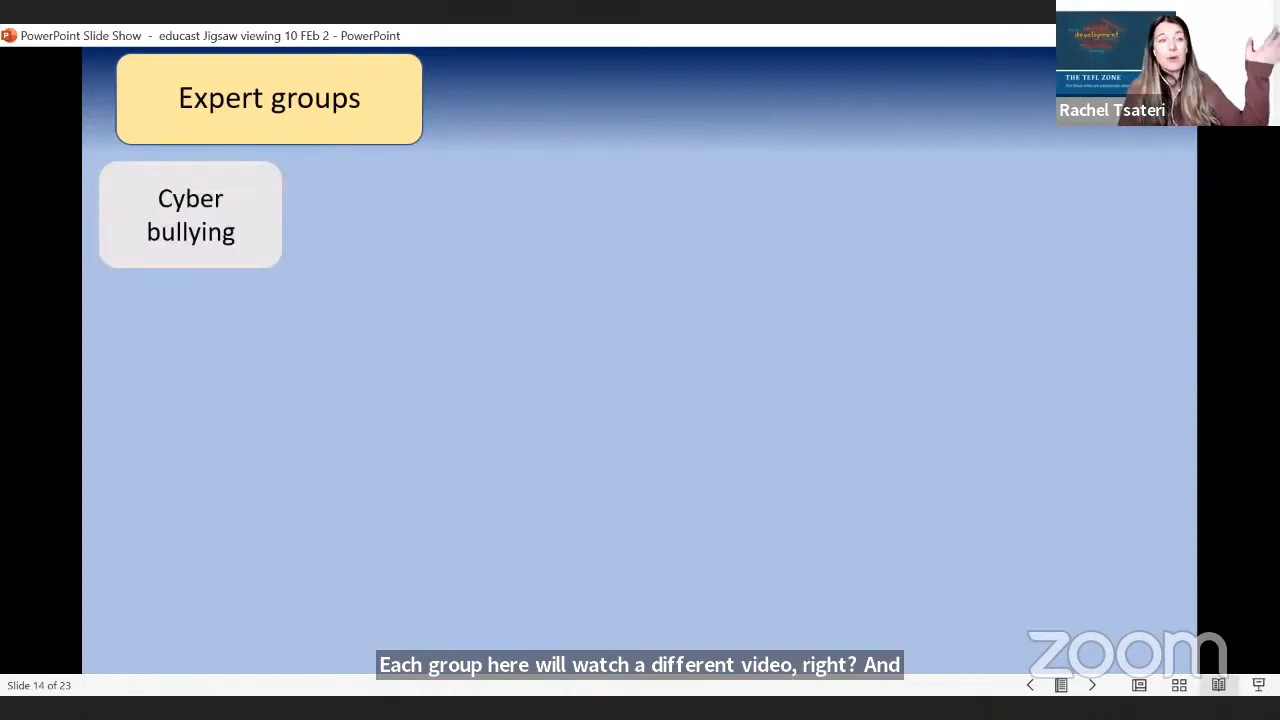 PowerPoint Slide Show - educast Jigsaw viewing 10 FEb 2 - PowerPoint
Expert groups
development
THE TEFL ZONE
Rachel Tsateri
Cyber
bullying
Each group here will watch a different video, right? And
zoom
Slide 14 of 23